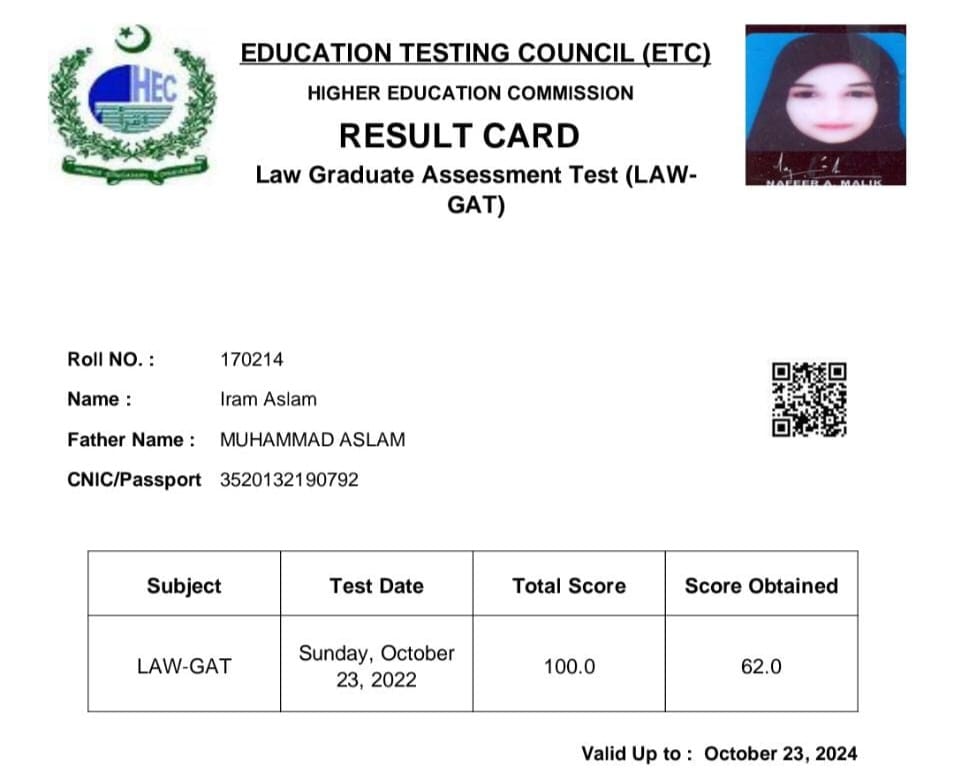 HEC
EDUCATION TESTING COUNCIL (ETC)
HIGHER EDUCATION COMMISSION
RESULT CARD
Law Graduate Assessment Test (LAW-
GAT)
NAFEER A. MALIK
Roll NO. : 170214
Name : Iram Aslam
Father Name : MUHAMMAD ASLAM
CNIC/Passport 3520132190792
Subject Test Date Total Score Score Obtained
LAW-GAT Sunday, October 23, 2022 100.0 62.0
Valid Up to : October 23, 2024